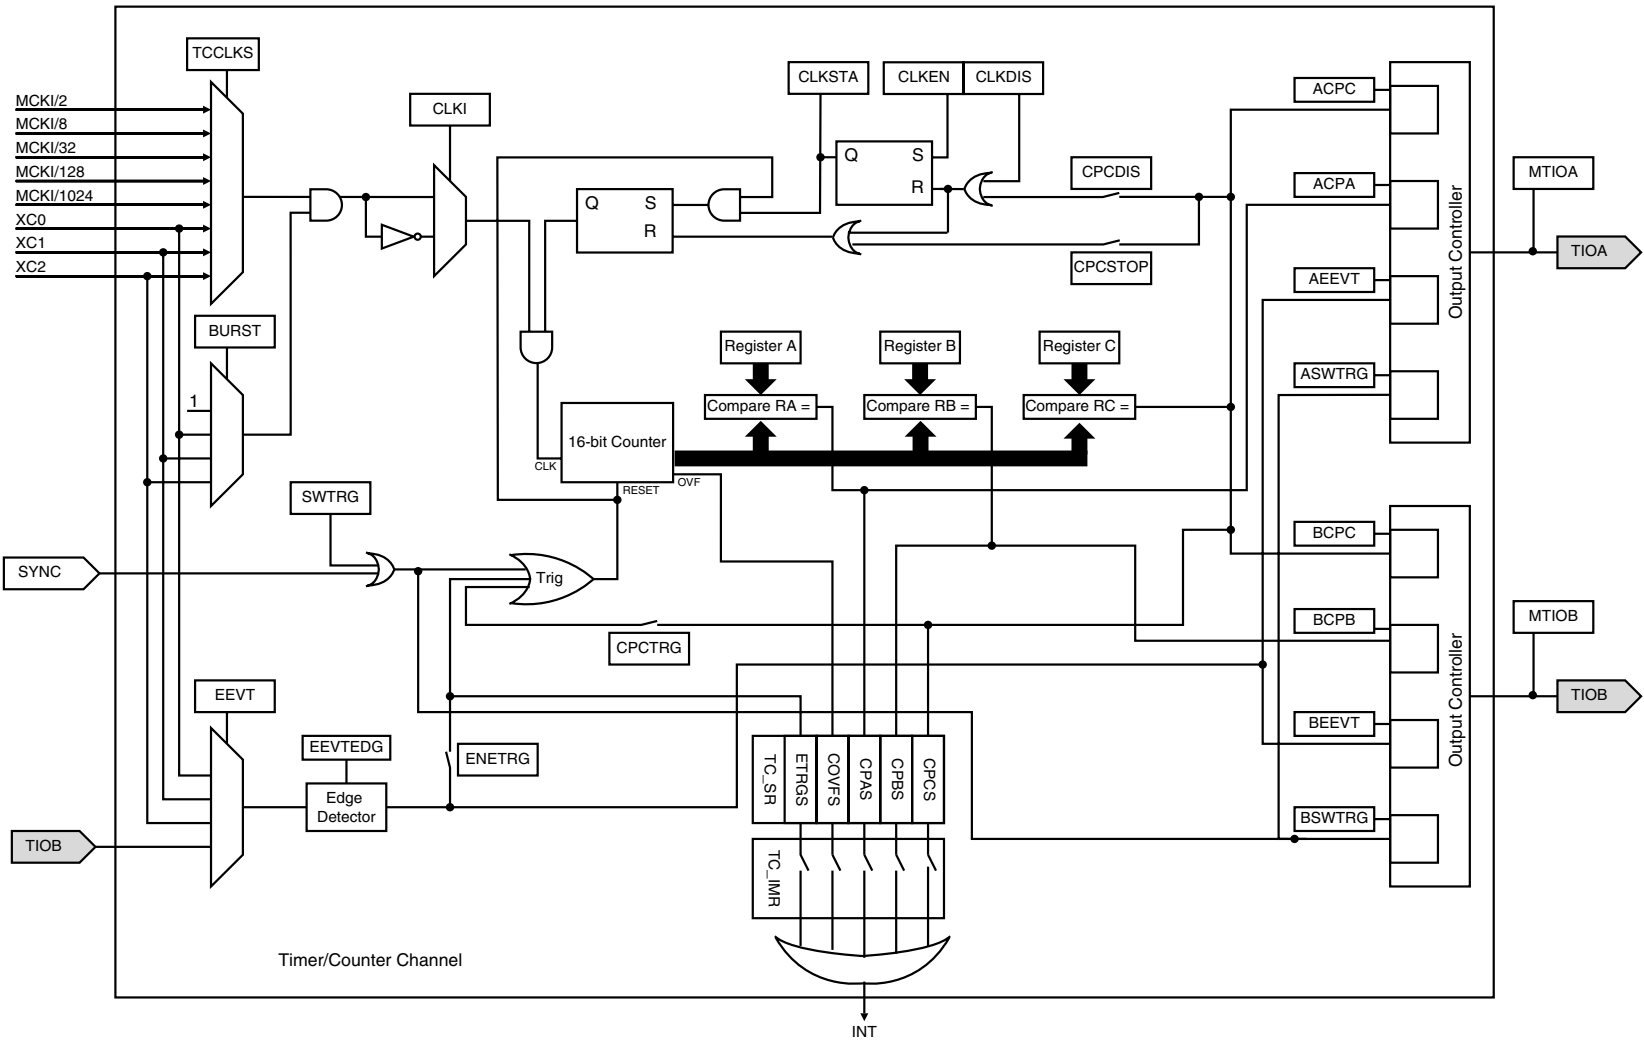 TCCLKS
MCKI/2
MCKI/8
MCKI/32
MCKI/128
MCKI/1024
XC0
XC1
XC2
CLKI
CLKSTA
CLKEN
CLKDIS
Q
S
R
Q
S
R
CPCDIS
CPCSTOP
ACPC
ACPA
AEEVT
ASWTRG
Output Controller
MTIOA
TIOA
BURST
1
Register A
Register B
Register C
Compare RA =
Compare RB =
Compare RC =
16-bit Counter
CLK
RESET
OVF
SWTRG
SYNC
Trig
CPCTRG
BCPC
BCPB
BEEVT
BSWTRG
Output Controller
MTIOB
TIOB
EEVT
EEVTEDG
Edge
Detector
ENETRG
TIOB
TC_SR
ETRGS
COVFS
CPAS
CPBS
CPCS
TC_IMR
Timer/Counter Channel
INT